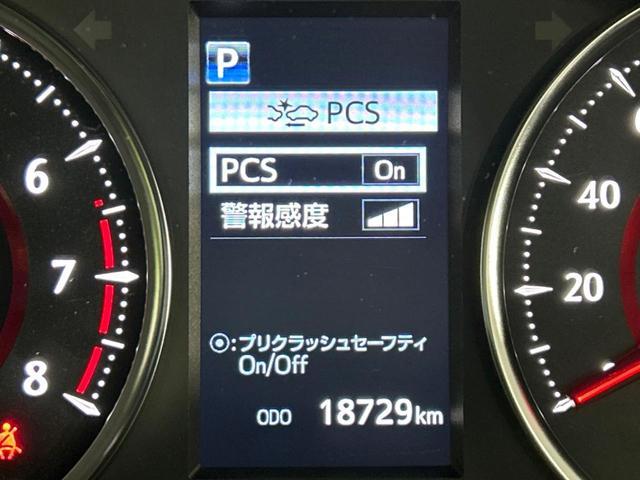 P
PCS
PCS On
警報感度
:プリクラッシュセーフティ
On/Off
ODO 18729km
6
7
8
40
20